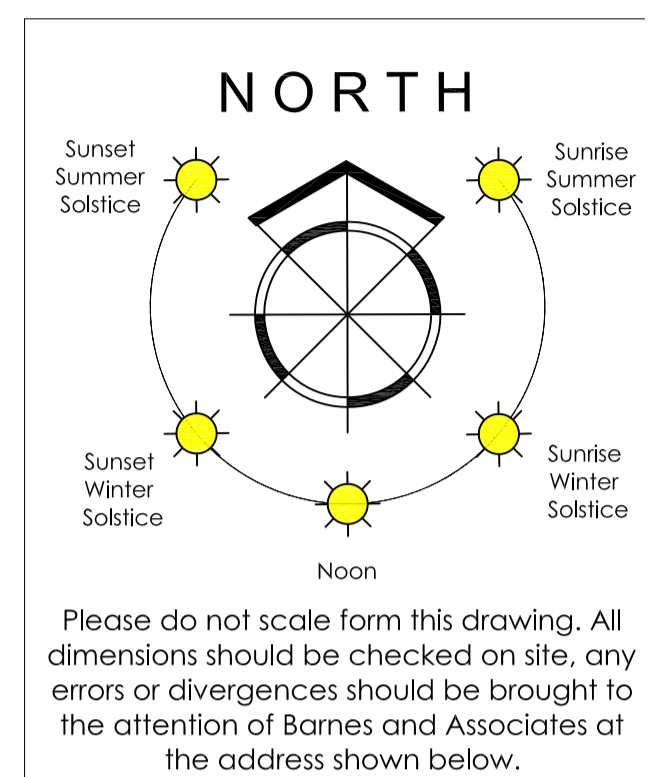 NORTH
Sunset
Summer
Solstice
Sunrise
Summer
Solstice
Sunset
Winter
Solstice
Sunrise
Winter
Solstice
Noon
Please do not scale form this drawing. All
dimensions should be checked on site, any
errors or divergences should be brought to
the attention of Barnes and Associates at
the address shown below.